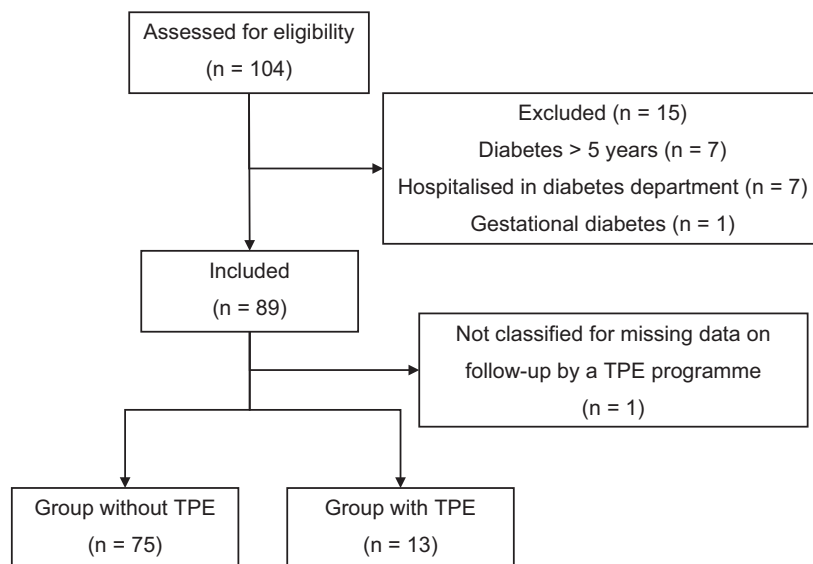 Assessed for eligibility
(n = 104)
Excluded (n = 15)
Diabetes > 5 years (n = 7)
Hospitalised in diabetes department (n = 7)
Gestational diabetes (n = 1)
Included
(n = 89)
Not classified for missing data on
follow-up by a TPE programme
(n = 1)
Group without TPE
(n = 75)
Group with TPE
(n = 13)